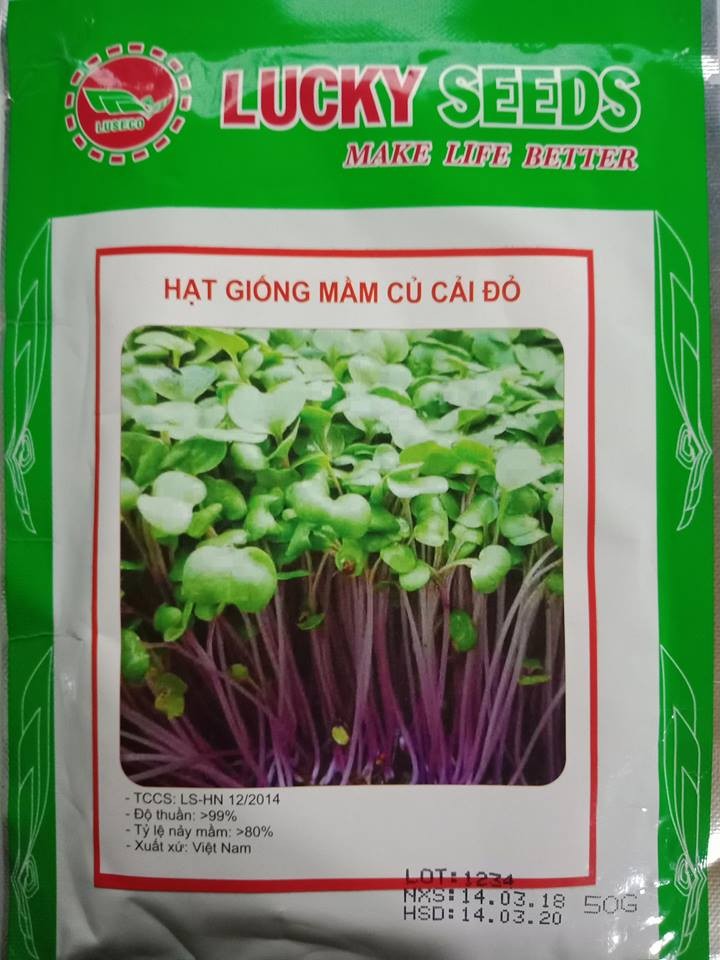 LUSECO
LUCKY SEEDS
MAKE LIFE BETTER
HẠT GIỐNG MẦM CỦ CẢI ĐỎ
- TCCS: LS-HN 12/2014
- Độ thuần: >99%
- Tỷ lệ nảy mầm: >80%
- Xuất xứ: Việt Nam
LOT:1234
NXS:14.03.18 50G
HSD:14.03.20